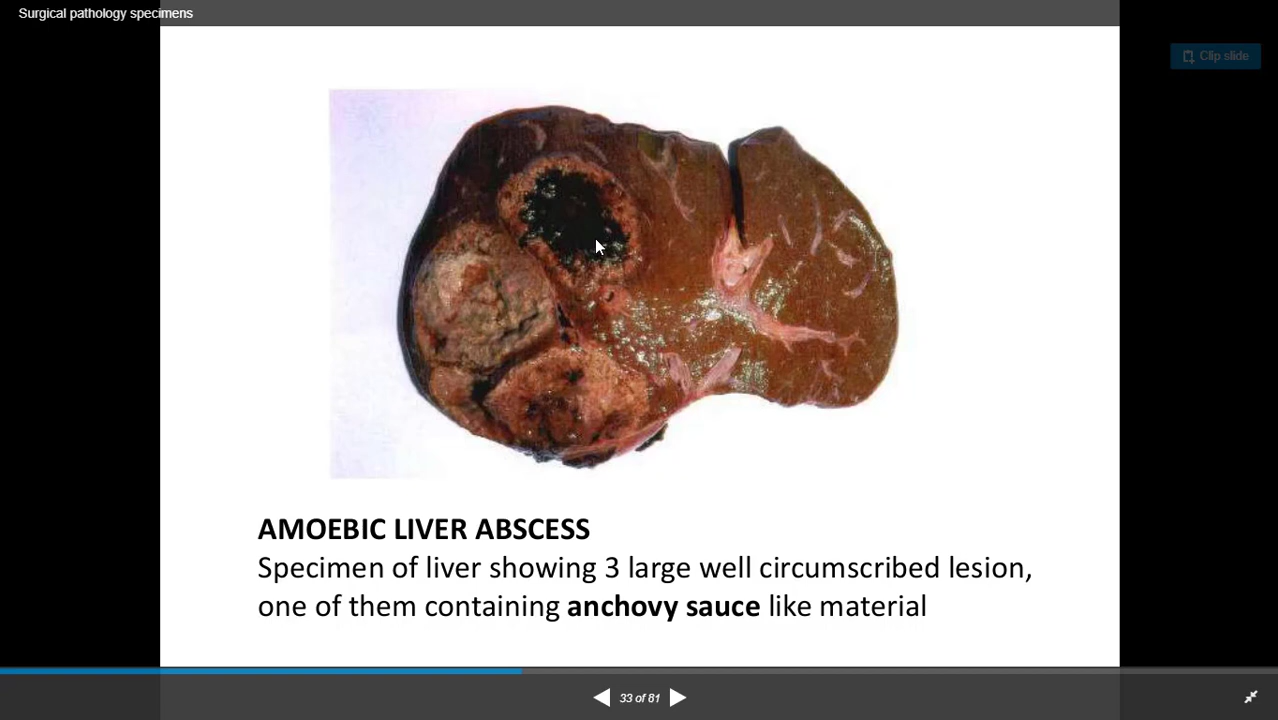 Surgical pathology specimens
Clip slide
AMOEBIC LIVER ABSCESS
Specimen of liver showing 3 large well circumscribed lesion,
one of them containing anchovy sauce like material
33 of 81